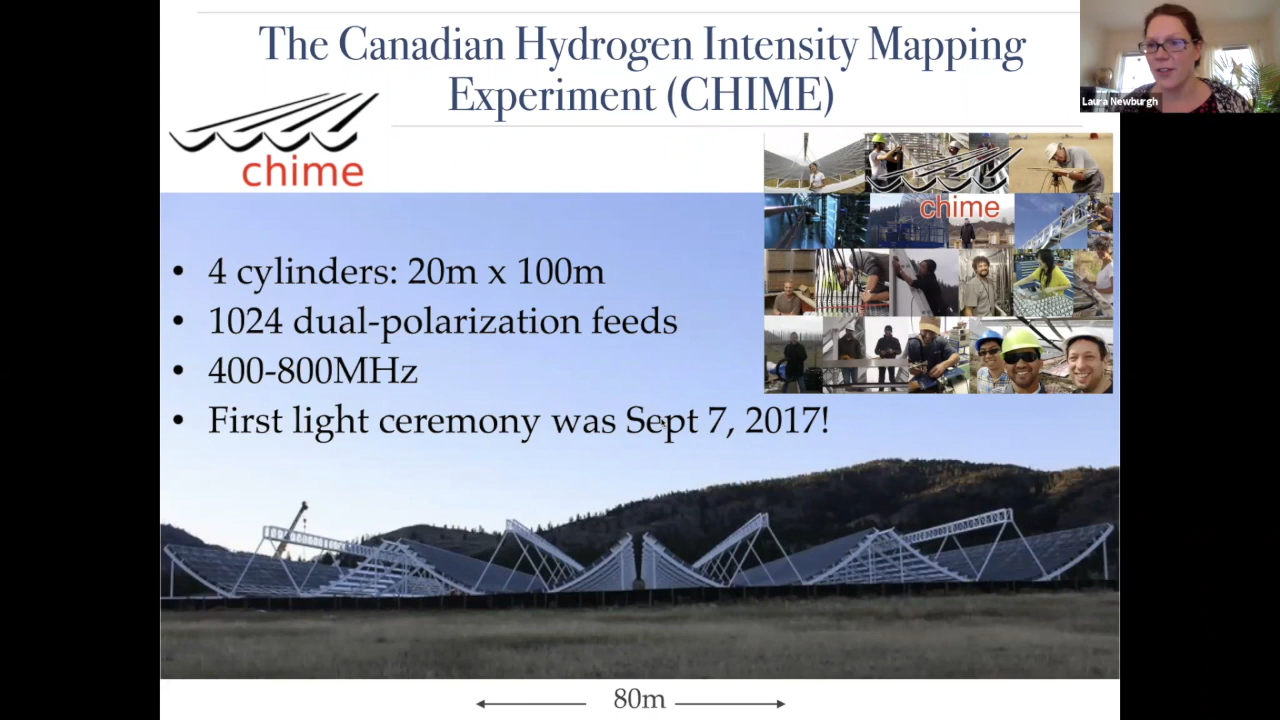 The Canadian Hydrogen Intensity Mapping
Experiment (CHIME)
Laura Newburgh
chime
chime
• 4 cylinders: 20m x 100m
• 1024 dual-polarization feeds
• 400-800MHz
• First light ceremony was Sept 7, 2017!
80m